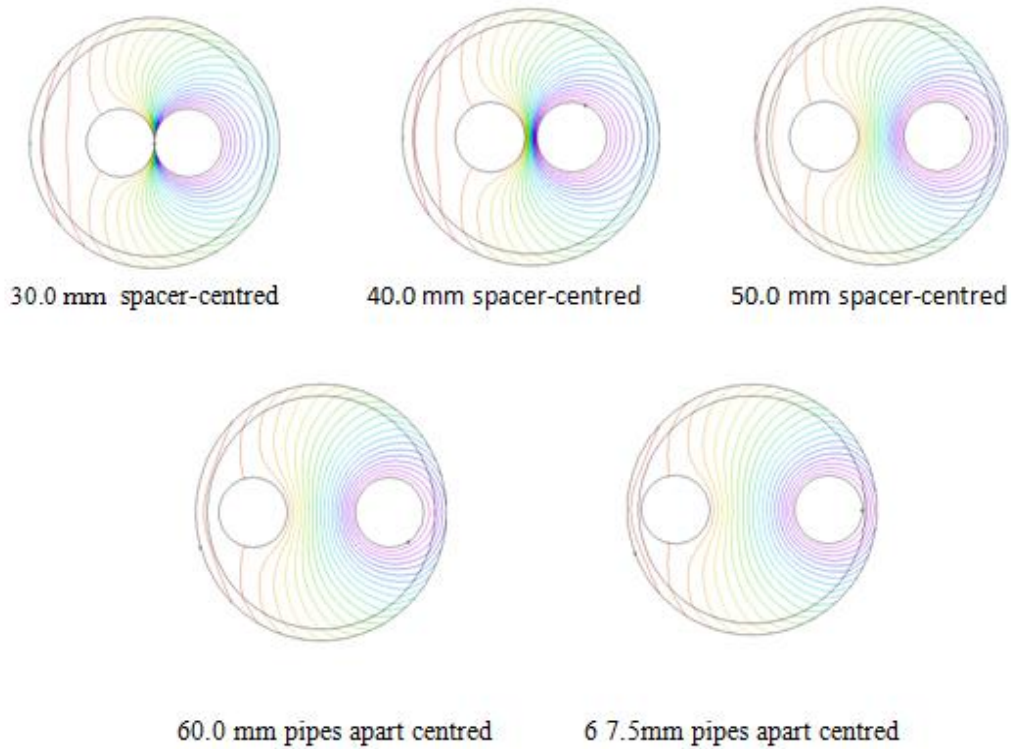 30.0 mm spacer-centred
40.0 mm spacer-centred
50.0 mm spacer-centred
60.0 mm pipes apart centred
6 7.5mm pipes apart centred